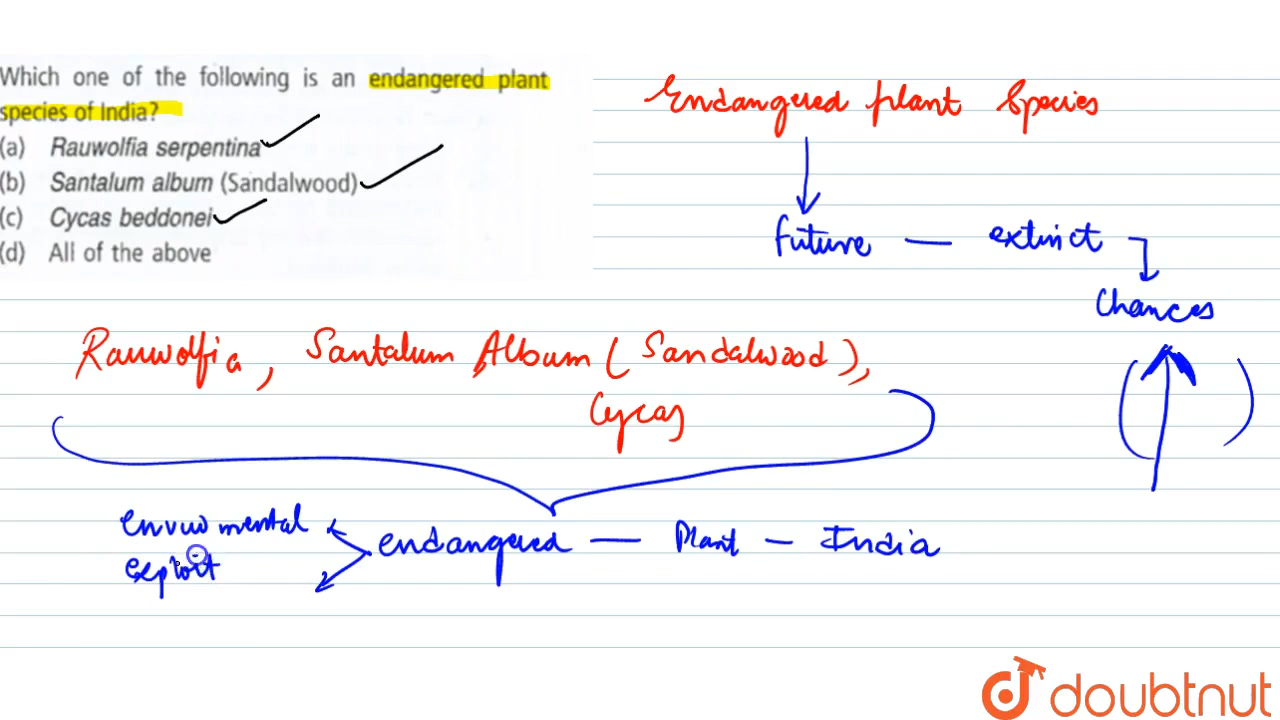 Which one of the following is an endangered plant
species of India?
(a) Rauwolfia serpentina
(b) Santalum album (Sandalwood)
(c) Cycas beddonei
(d) All of the above
Endangered plant Species
Future — extinct
Chances
Rauwolfia, Santalum Album (Sandalwood),
Cycas
enviromental
exploit
endangered — Plant — India
doubtnut